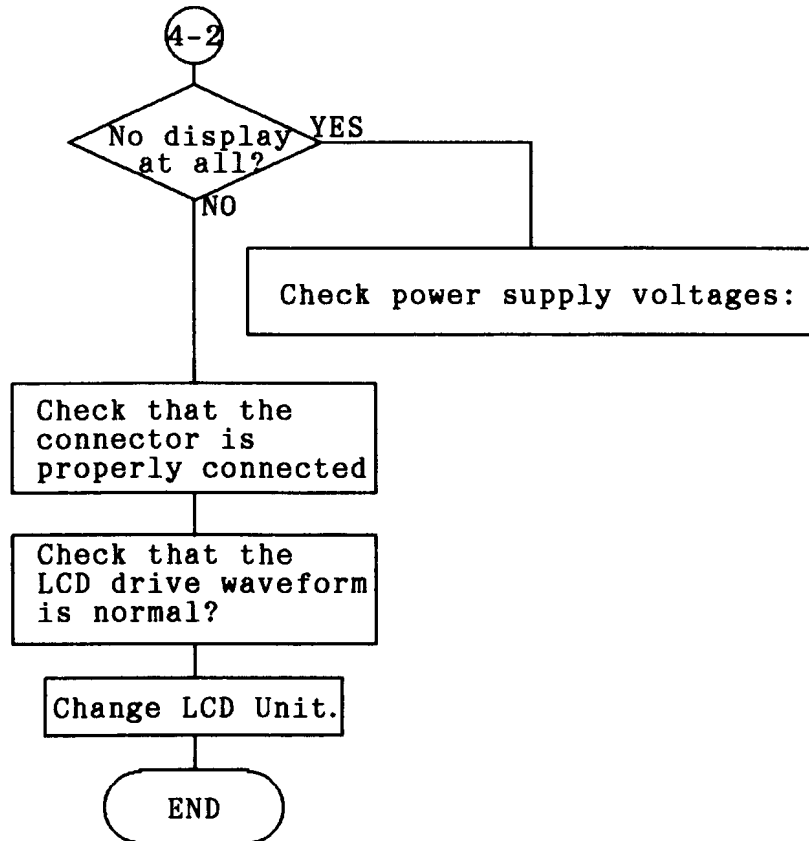 4-2
No display
at all?
YES
NO
Check power supply voltages:
Check that the
connector is
properly connected
Check that the
LCD drive waveform
is normal?
Change LCD Unit.
END